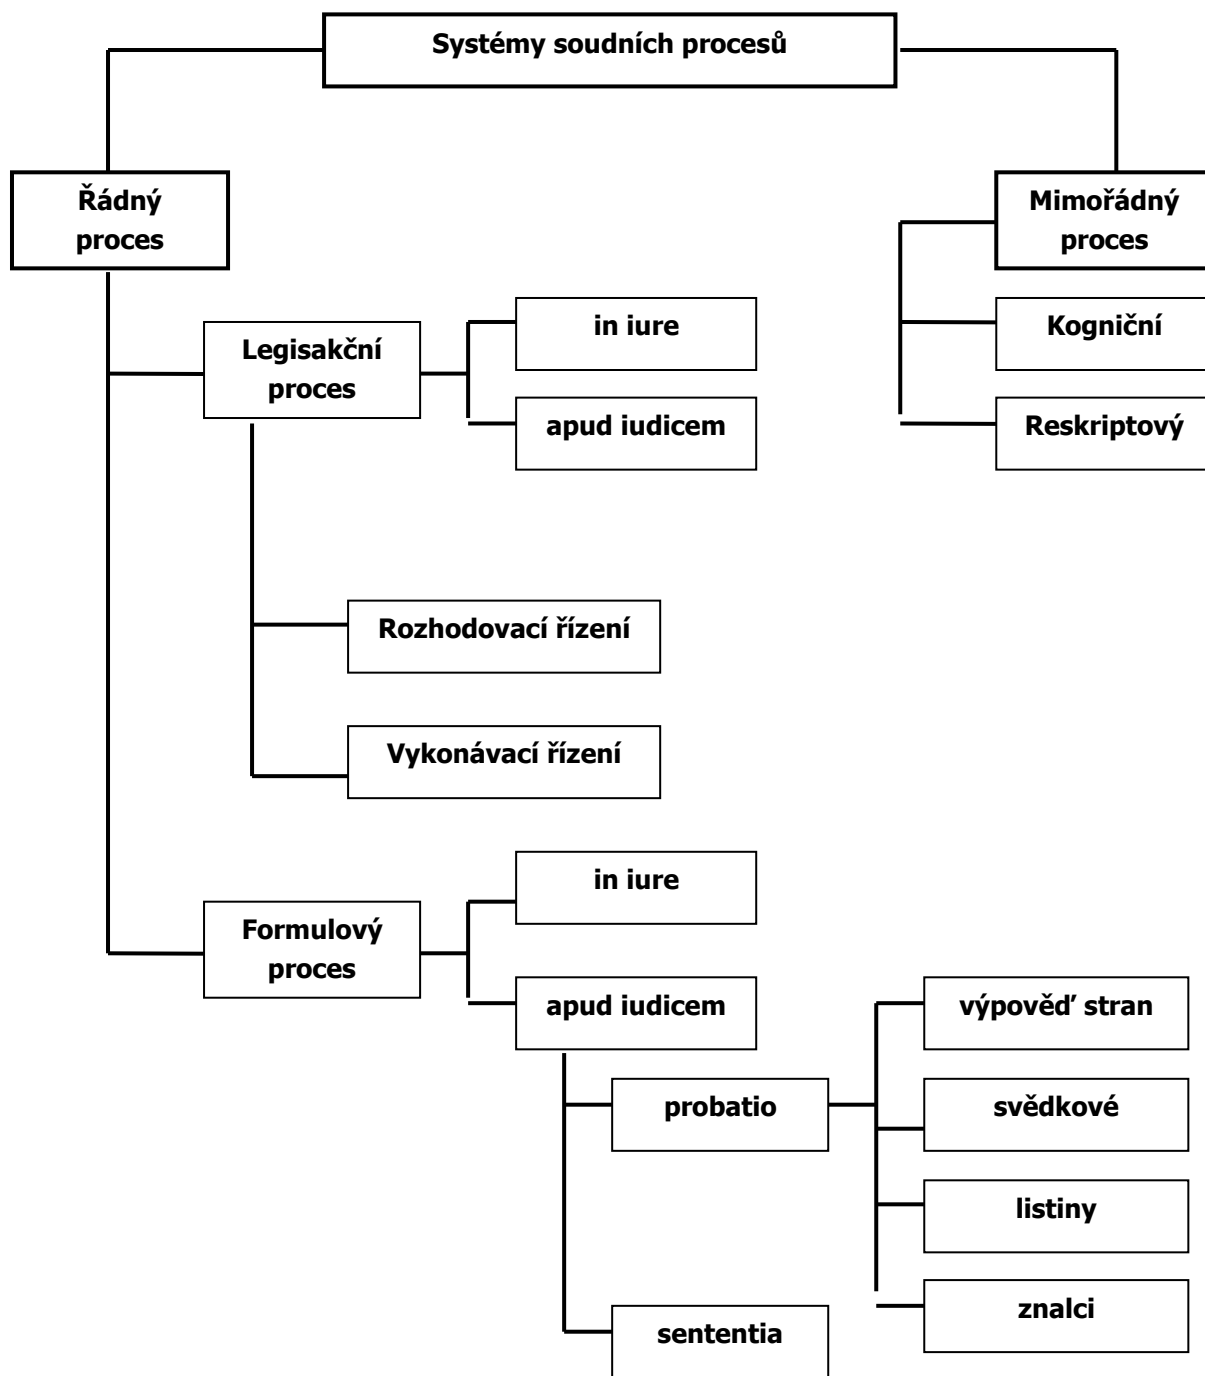 Systémy soudních procesů
Řádný
proces
Mimořádný
proces
Legisakční
proces
in iure
apud iudicem
Kogniční
Reskriptový
Rozhodovací řízení
Vykonávací řízení
Formulový
proces
in iure
apud iudicem
probatio
výpověď stran
svědkové
listiny
znalci
sententia